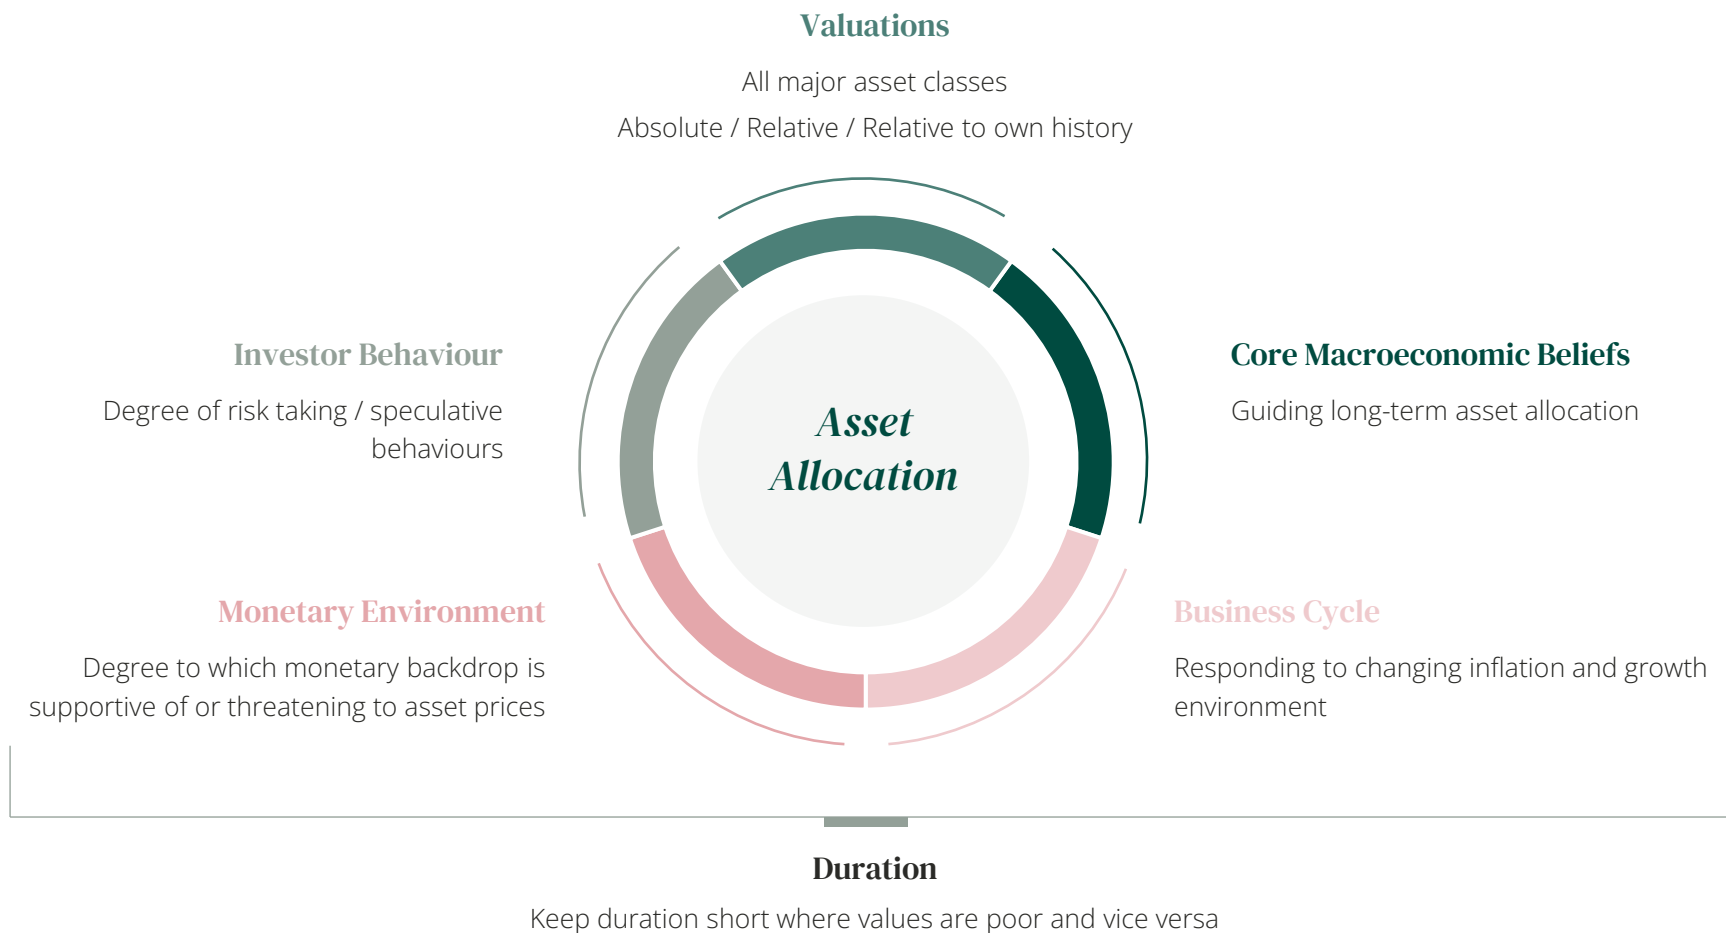 Valuations
All major asset classes
Absolute / Relative / Relative to own history
Investor Behaviour
Degree of risk taking / speculative
behaviours
Asset
Allocation
Core Macroeconomic Beliefs
Guiding long-term asset allocation
Monetary Environment
Degree to which monetary backdrop is
supportive of or threatening to asset prices
Business Cycle
Responding to changing inflation and growth
environment
Duration
Keep duration short where values are poor and vice versa